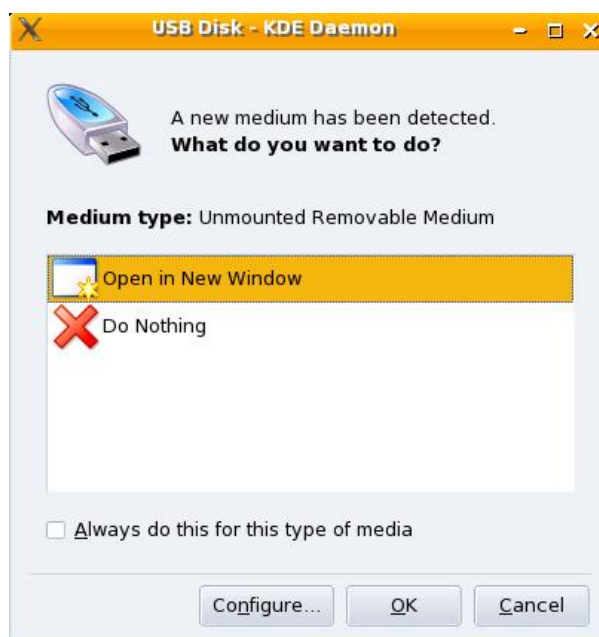 USB Disk - KDE Daemon
A new medium has been detected.
What do you want to do?
Medium type: Unmounted Removable Medium
Open in New Window
Do Nothing
Always do this for this type of media
Configure... OK Cancel